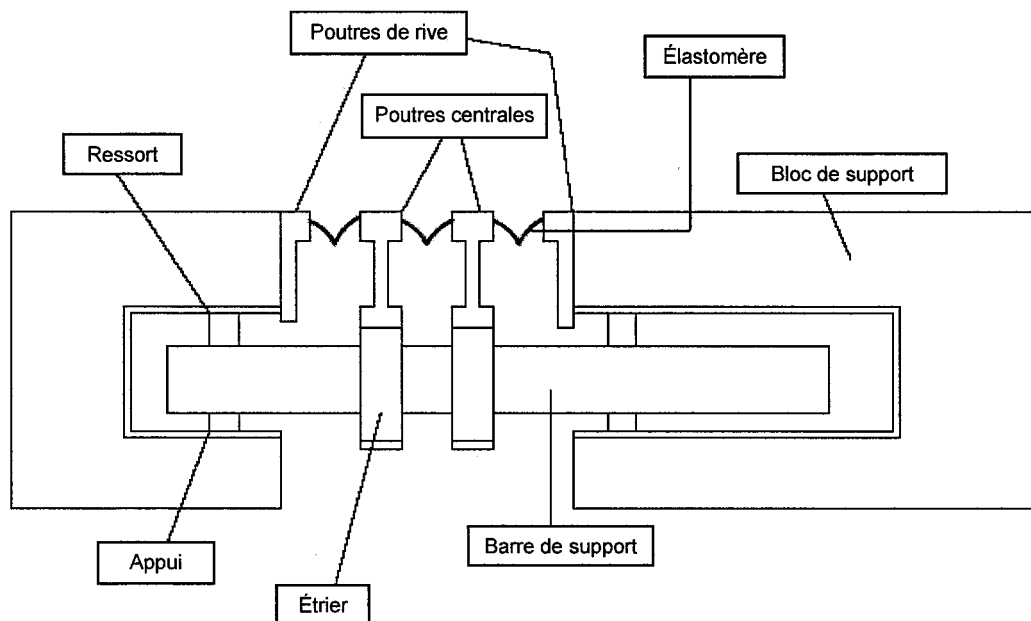 Poutres de rive
Élastomère
Poutres centrales
Ressort
Bloc de support
Appui
Barre de support
Étrier